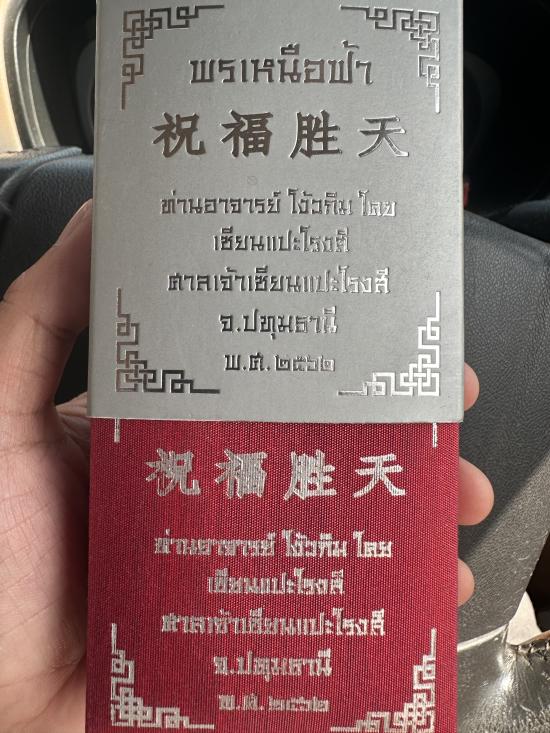 พรเหนือฟ้า
祝福胜天
ท่านอาจารย์ โง้วกิม โคย
เซียนแปะโรงสี
ศาลเจ้าเซียนแปะโรงสี
จ.ปทุมธานี
พ.ศ. ๒๕๖๒
祝福胜天
ท่านอาจารย์ โง้วกิม โคย
เซียนแปะโรงสี
ศาลเจ้าเซียนแปะโรงสี
จ.ปทุมธานี
พ.ศ. ๒๕๖๒